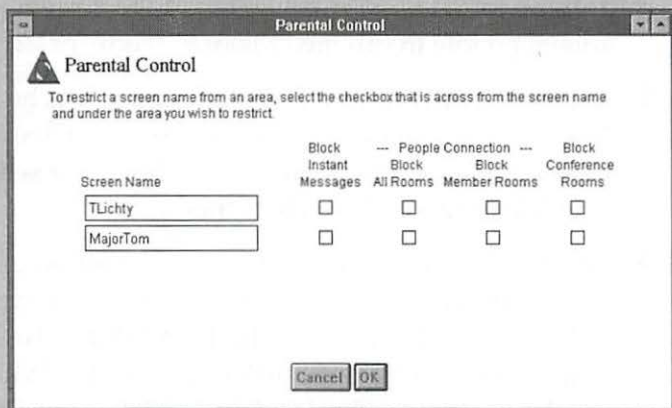 Parental Control
Parental Control
To restrict a screen name from an area, select the checkbox that is across from the screen name
and under the area you wish to restrict.
Block --- People Connection --- Block
Instant Block Block Conference
Screen Name Messages All Rooms Member Rooms Rooms
TLichty
MajorTom
Cancel OK